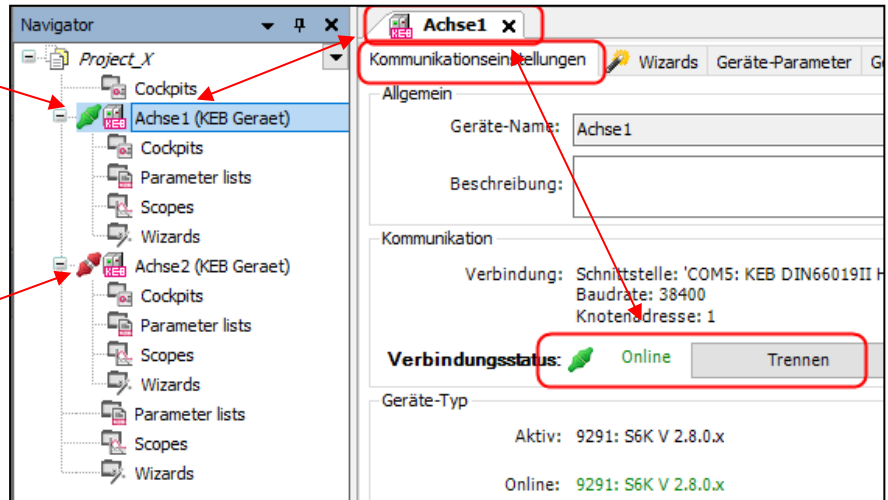 Navigator
Project_X
Cockpits
Achse1 (KEB Geraet)
Cockpits
Parameter lists
Scopes
Wizards
Achse2 (KEB Geraet)
Cockpits
Parameter lists
Scopes
Wizards
Parameter lists
Scopes
Wizards
Achse1
Kommunikationseinstellungen Wizards Geräte-Parameter
Allgemein
Geräte-Name: Achse1
Beschreibung:
Kommunikation
Verbindung: Schnittstelle: 'COM5: KEB DIN66019II H
Baudrate: 38400
Knotenadresse: 1
Verbindungsstatus: Online Trennen
Geräte-Typ
Aktiv: 9291: S6K V 2.8.0.x
Online: 9291: S6K V 2.8.0.x